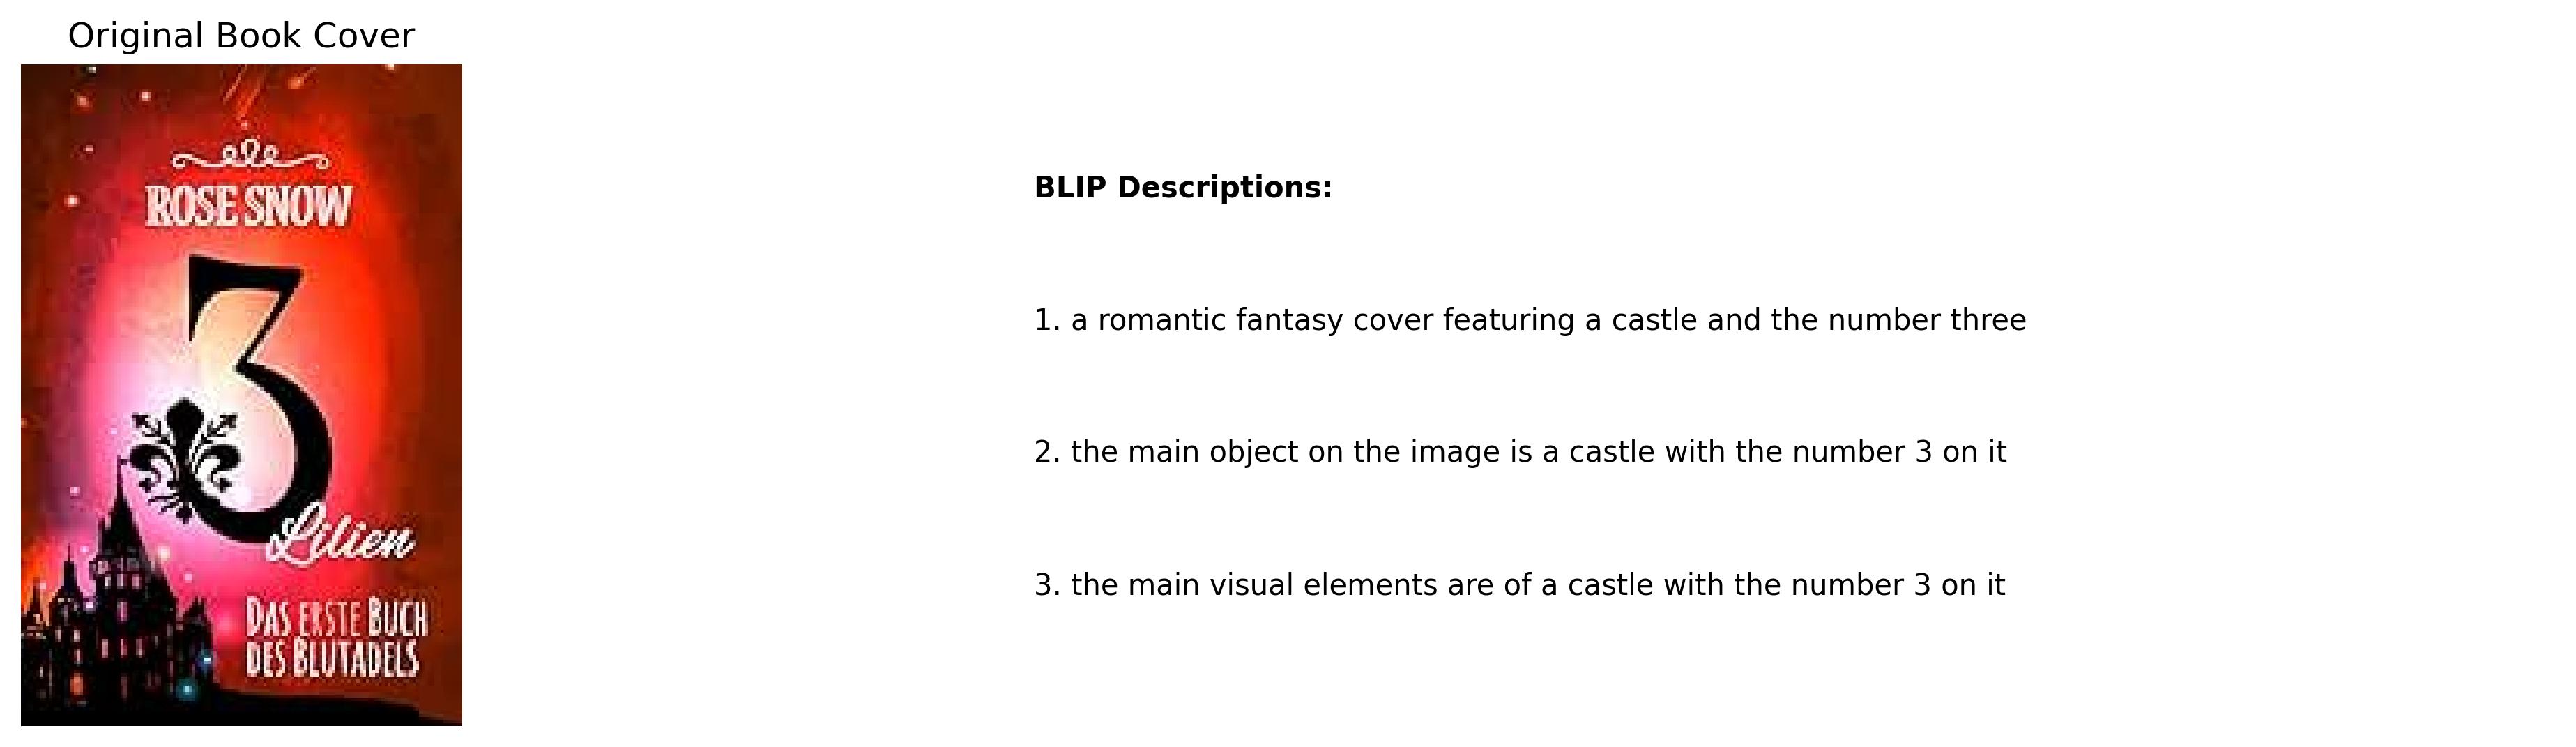 Original Book Cover
ROSE SNOW
3
Lilien
DAS ERSTE BUCH
DES BLUTADELS
BLIP Descriptions:
1. a romantic fantasy cover featuring a castle and the number three
2. the main object on the image is a castle with the number 3 on it
3. the main visual elements are of a castle with the number 3 on it